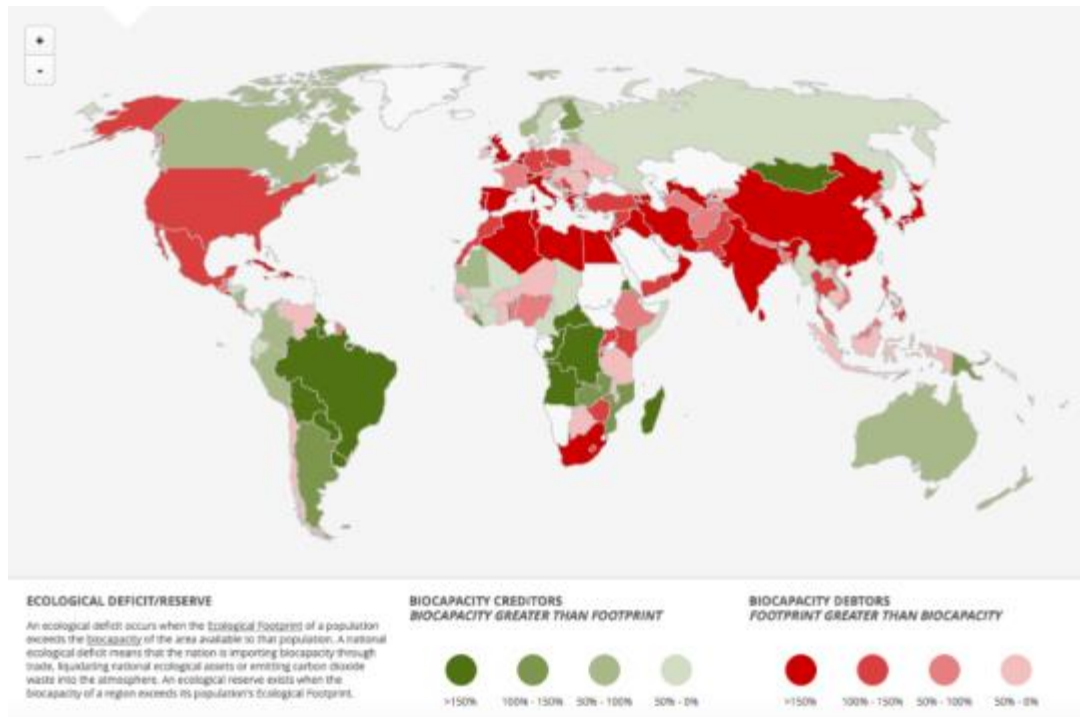 +
-
ECOLOGICAL DEFICIT/RESERVE
An ecological deficit occurs when the Ecological Footprint of a population
exceeds the biocapacity of the area available to that population. A national
ecological deficit means that the nation is importing biocapacity through
trade, liquidating national ecological assets or emitting carbon dioxide
waste into the atmosphere. An ecological reserve exists when the
biocapacity of a region exceeds its population's Ecological Footprint.
BIOCAPACITY CREDITORS
BIOCAPACITY GREATER THAN FOOTPRINT
>150% 100% - 150% 50% - 100% 50% - 0%
BIOCAPACITY DEBTORS
FOOTPRINT GREATER THAN BIOCAPACITY
>150% 100% - 150% 50% - 100% 50% - 0%